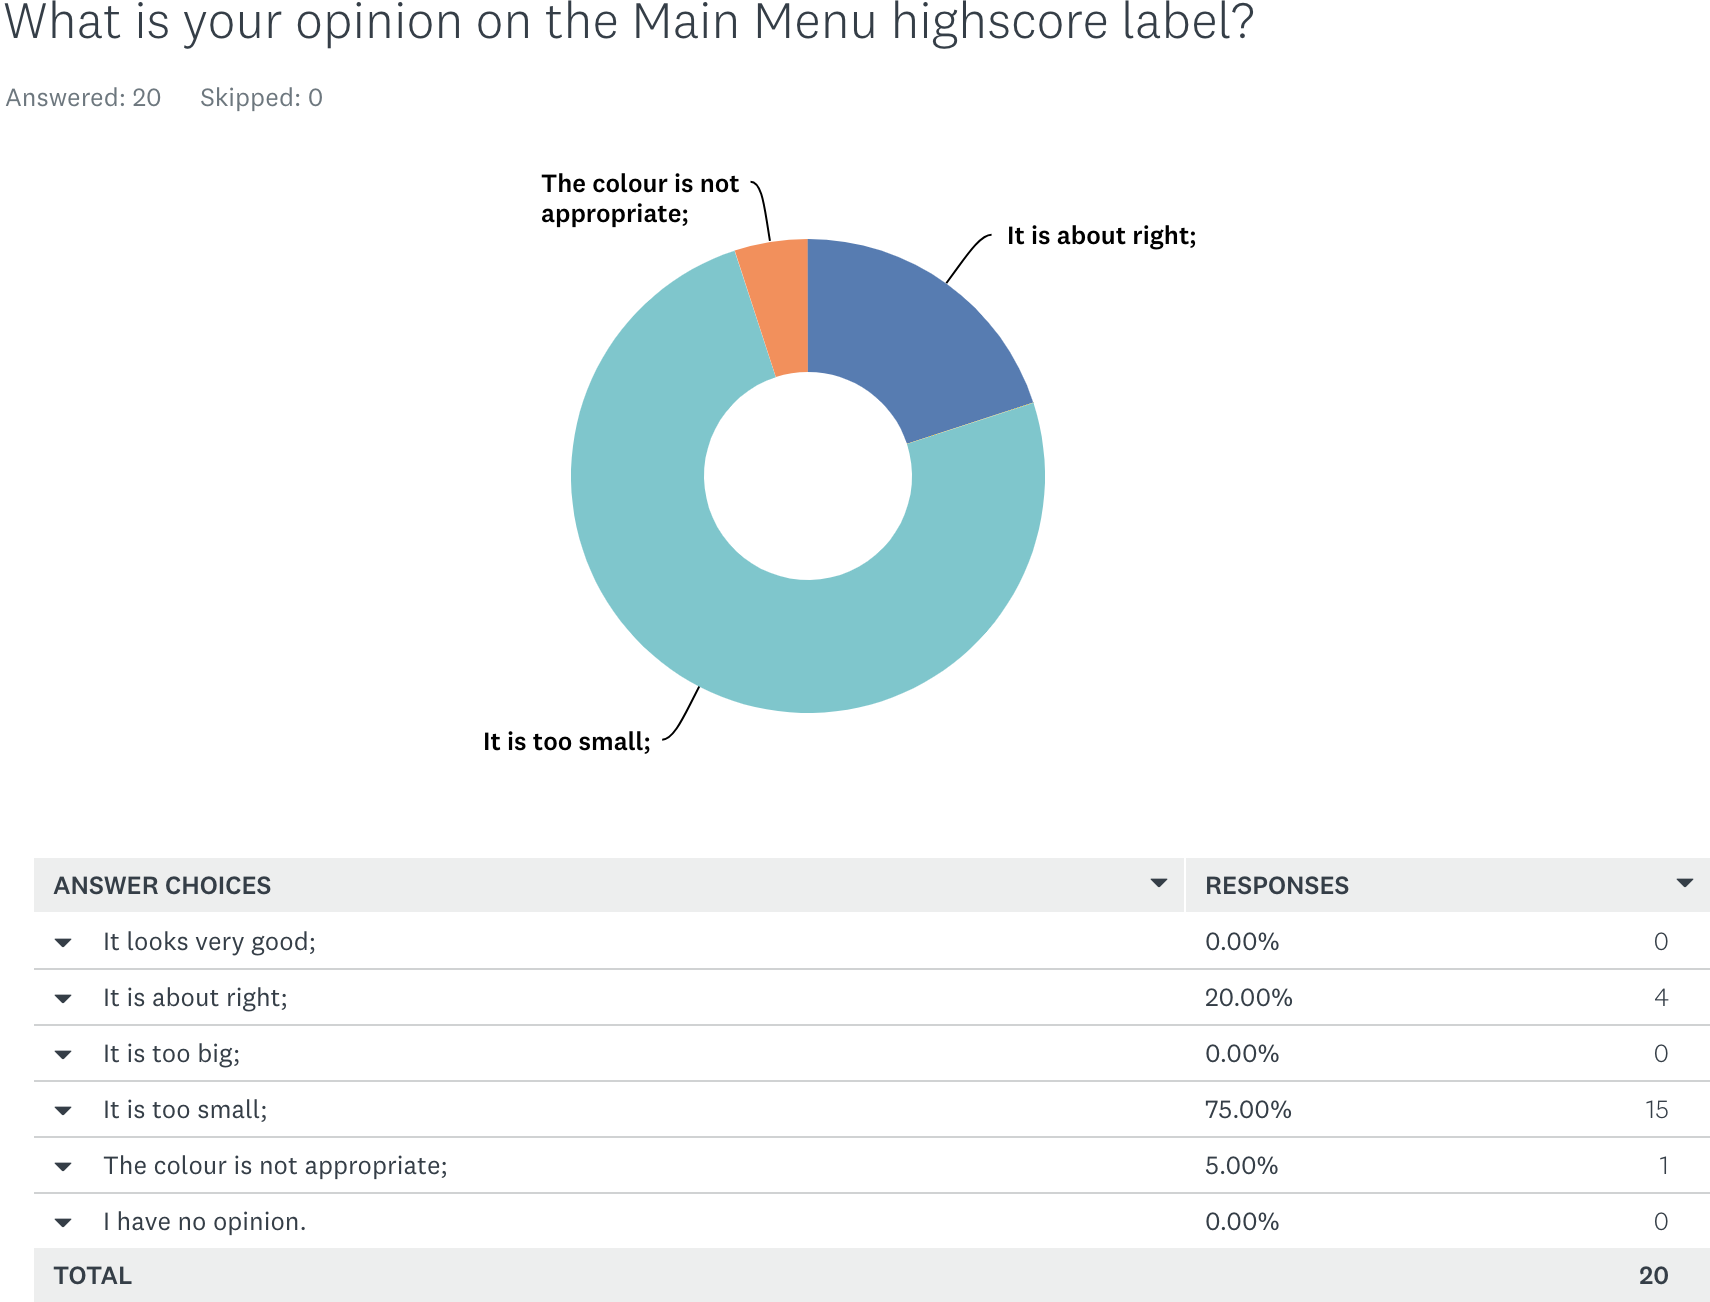 What is your opinion on the Main Menu highscore label?
Answered: 20 Skipped: 0
The colour is not
appropriate;
It is about right;
It is too small;
ANSWER CHOICES RESPONSES
It looks very good; 0.00% 0
It is about right; 20.00% 4
It is too big; 0.00% 0
It is too small; 75.00% 15
The colour is not appropriate; 5.00% 1
I have no opinion. 0.00% 0
TOTAL 20